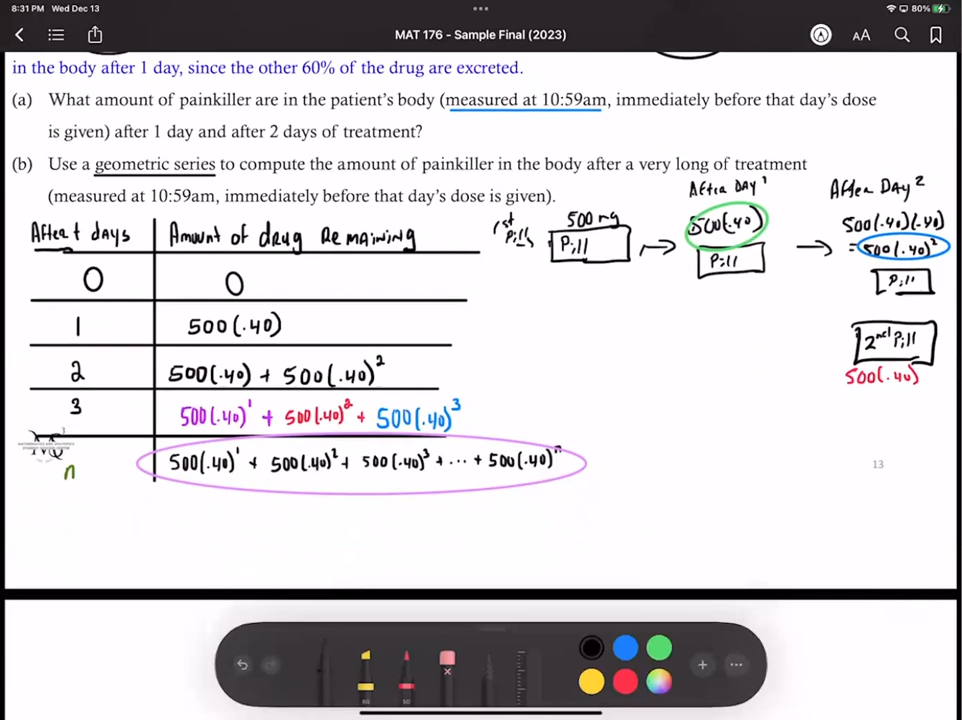 8:31 PM Wed Dec 13
80%
MAT 176 - Sample Final (2023)
AA
in the body after 1 day, since the other 60% of the drug are excreted.
(a) What amount of painkiller are in the patient's body (measured at 10:59am, immediately before that day's dose
is given) after 1 day and after 2 days of treatment?
(b) Use a geometric series to compute the amount of painkiller in the body after a very long of treatment
(measured at 10:59am, immediately before that day's dose is given).
After t days Amount of drug Remaining
0 0
1 500(.40)
2 500(.40) + 500(.40)²
3 500(.40)¹ + 500(.40)² + 500(.40)³
n 500(.40)¹ + 500(.40)² + 500(.40)³ + ... + 500(.40)ⁿ
1st Pill
500 mg
Pill
After DAY 1
500(.40)
Pill
After Day 2
500(.40)(.40)
= 500(.40)²
Pill
2nd Pill
500(.40)
13